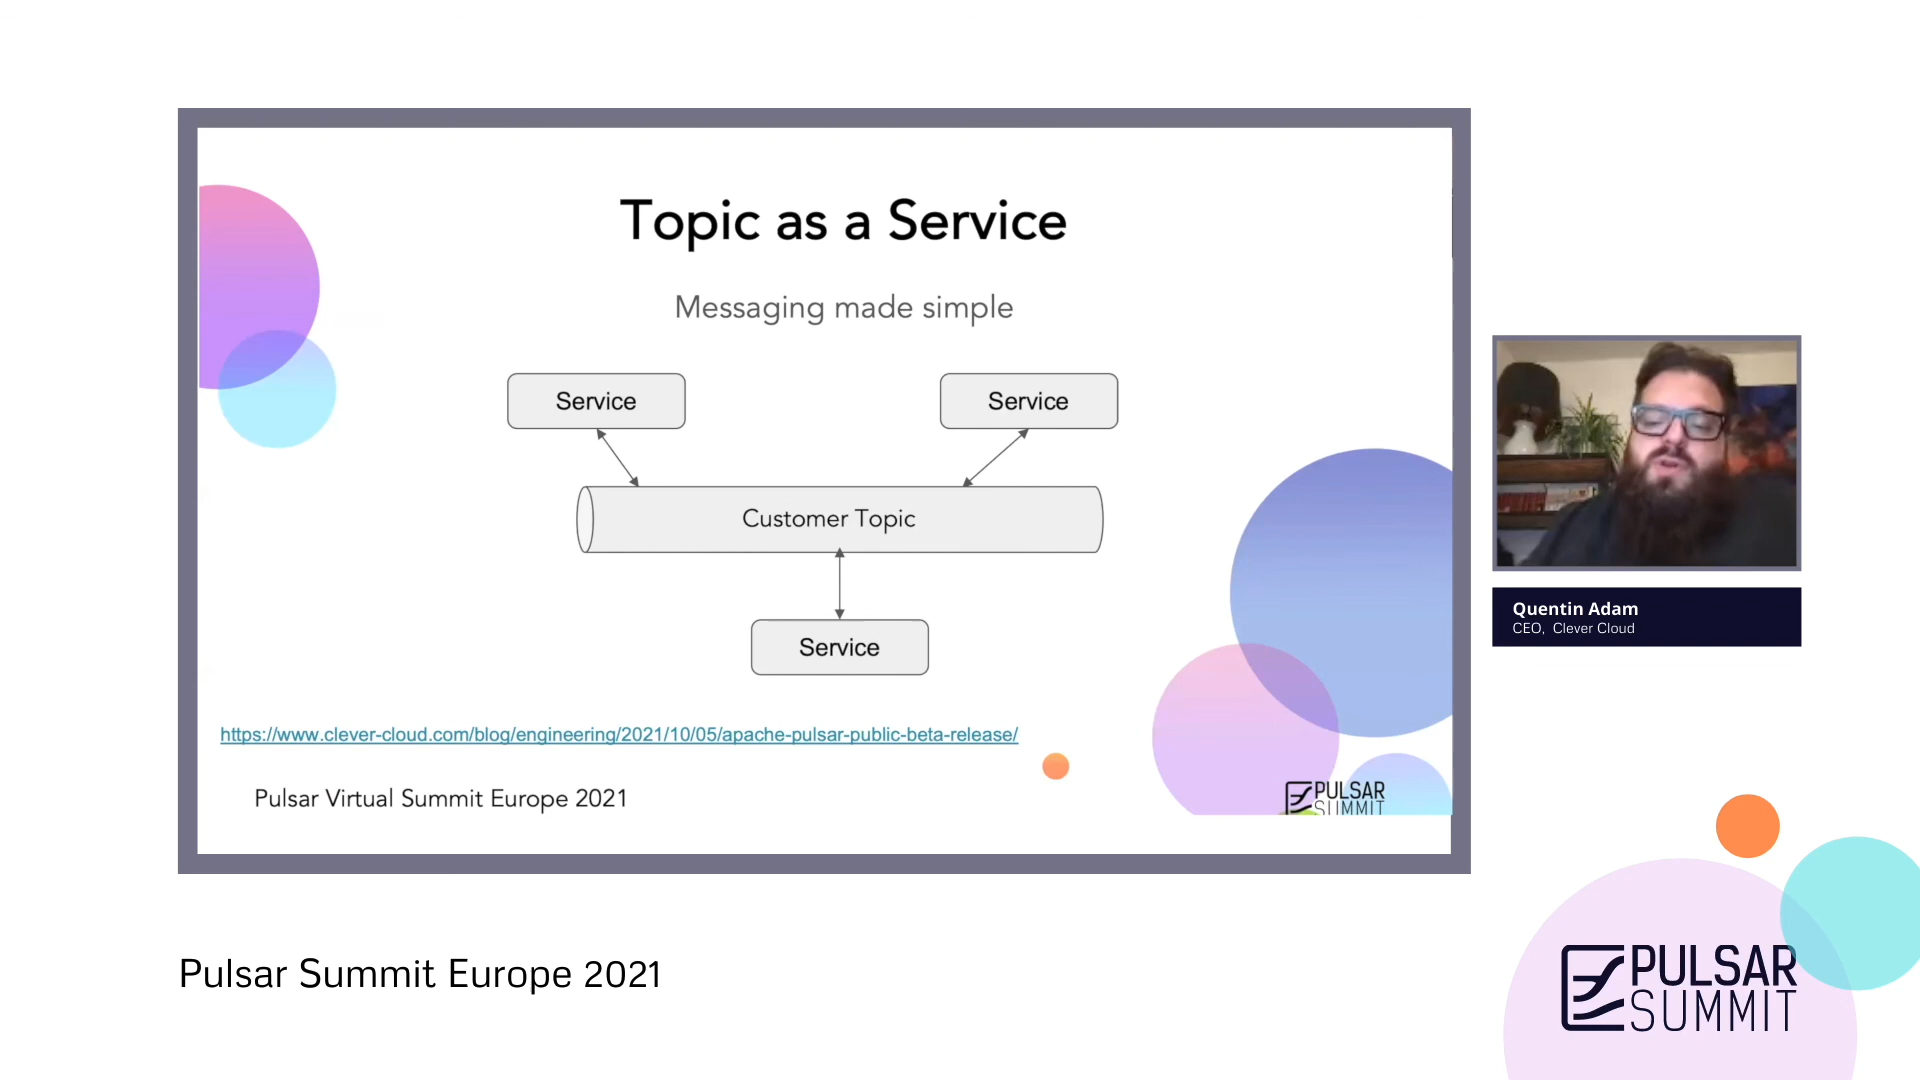 Topic as a Service
Messaging made simple
Service
Service
Customer Topic
Service
https://www.clever-cloud.com/blog/engineering/2021/10/05/apache-pulsar-public-beta-release/
Pulsar Virtual Summit Europe 2021
PULSAR
SUMMIT
Quentin Adam
CEO, Clever Cloud
Pulsar Summit Europe 2021
PULSAR
SUMMIT